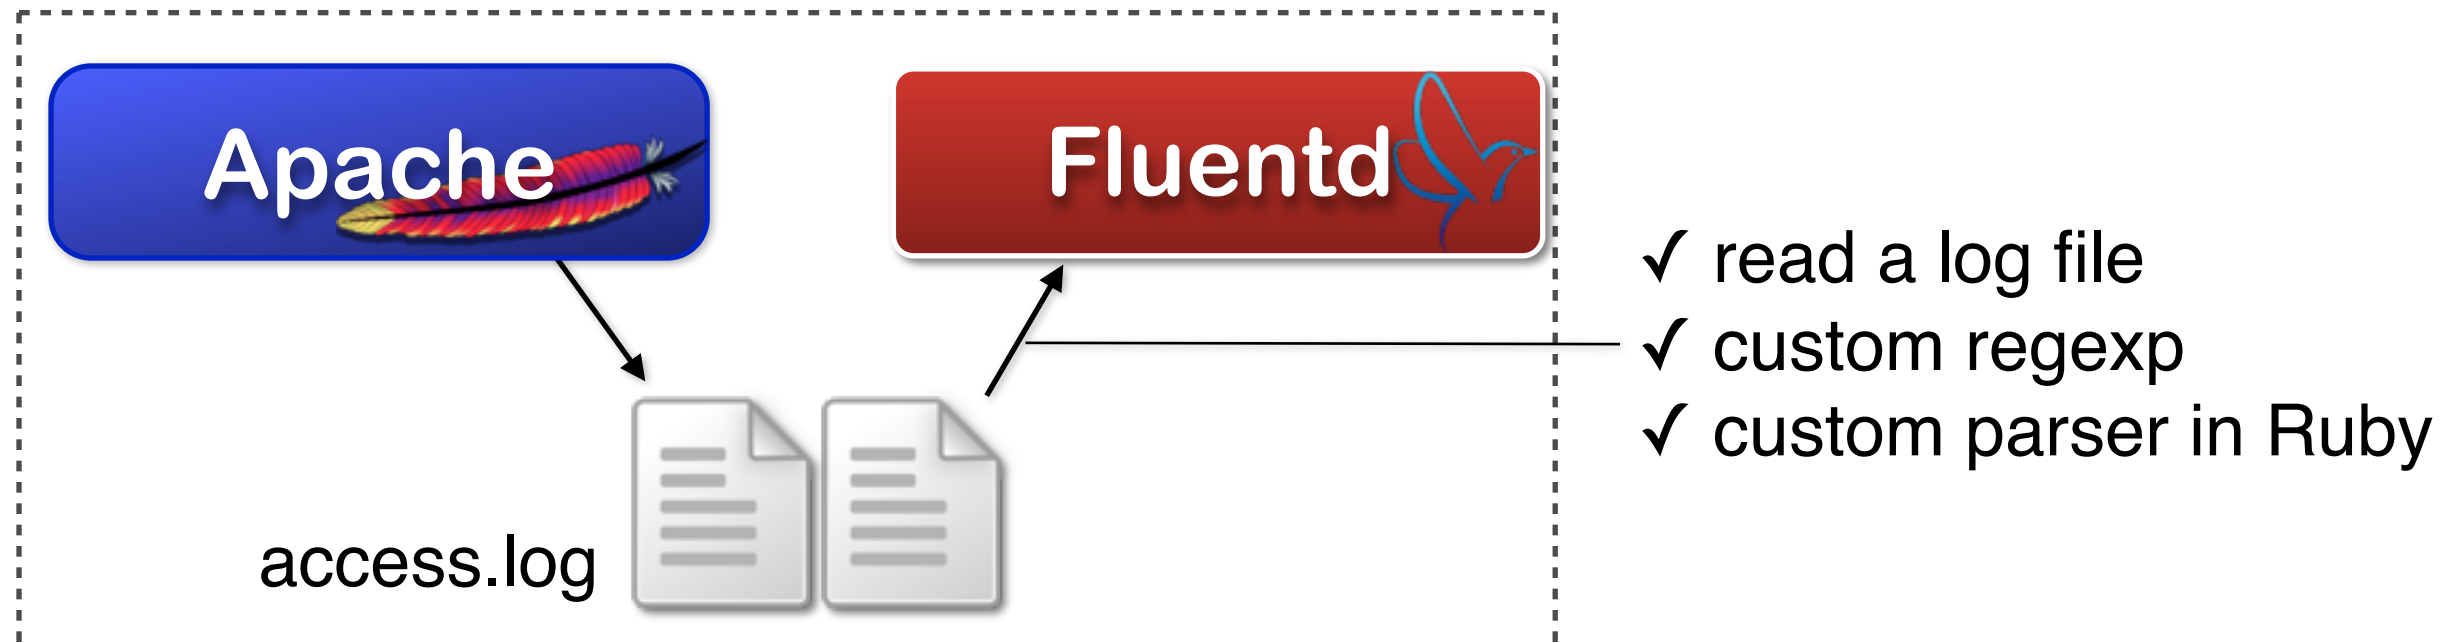 Apache
Fluentd
✓ read a log file
✓ custom regexp
✓ custom parser in Ruby
access.log